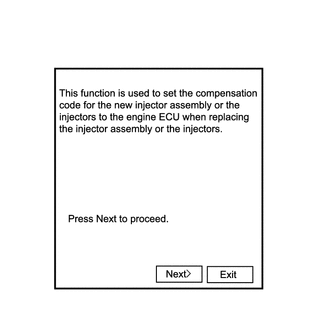 This function is used to set the compensation
code for the new injector assembly or the
injectors to the engine ECU when replacing
the injector assembly or the injectors.
Press Next to proceed.
Next>
Exit